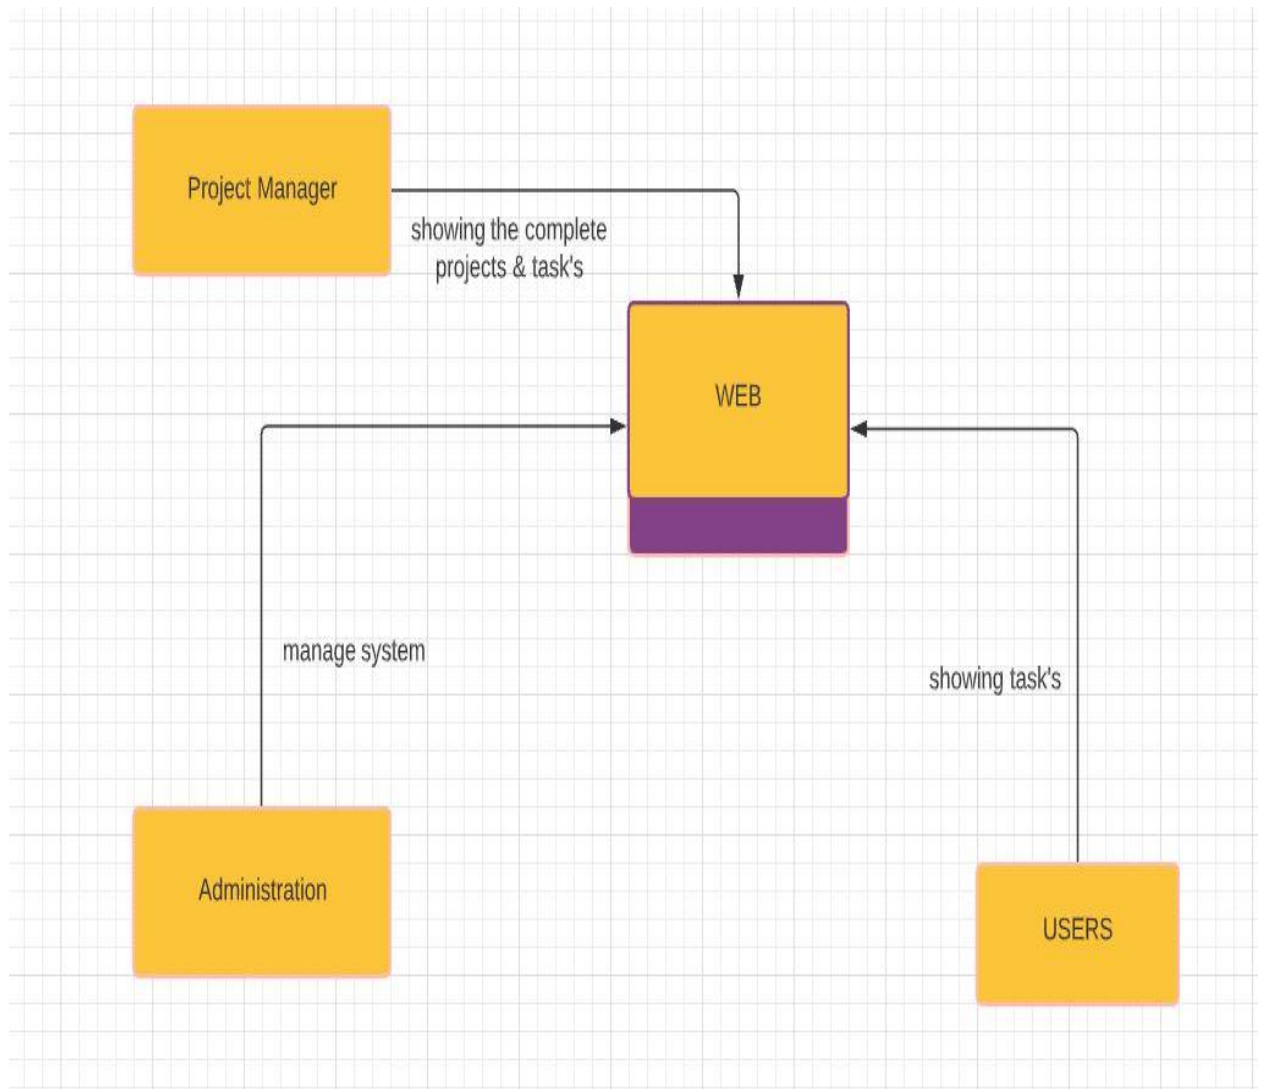 Project Manager
showing the complete
projects & task's
WEB
manage system
showing task's
Administration
USERS